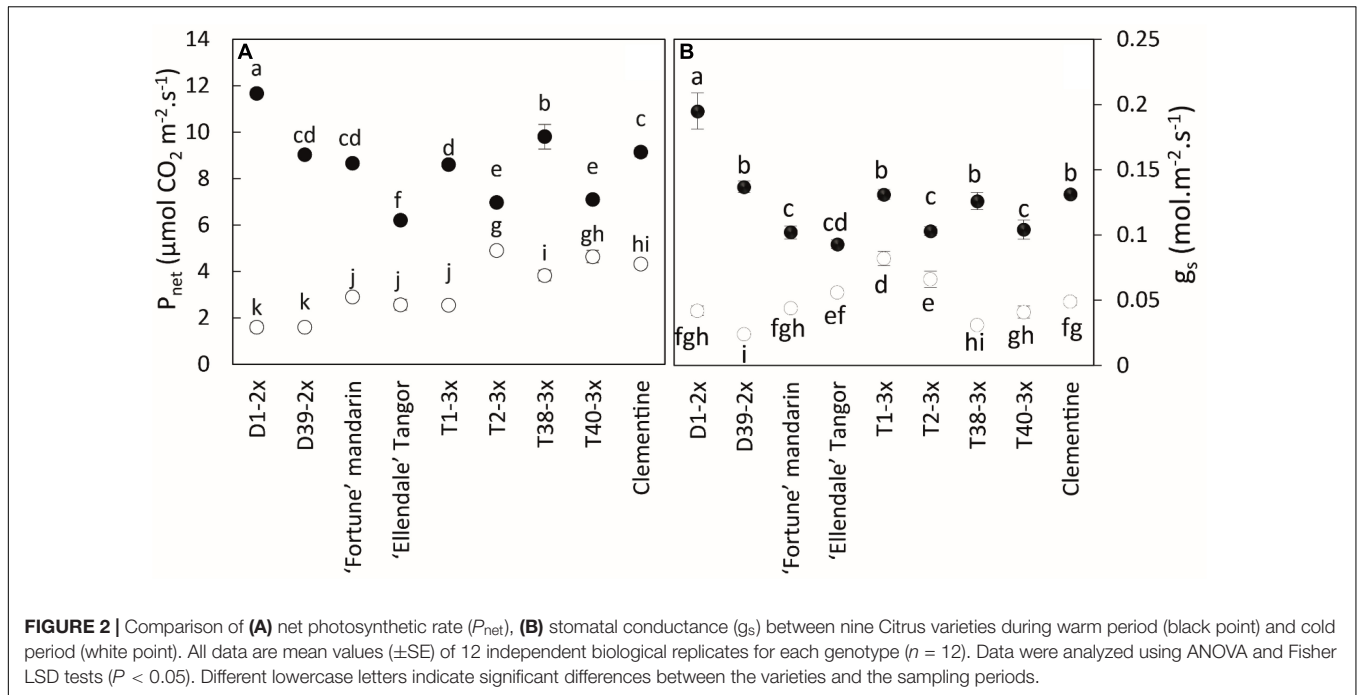 A
14
12
10
8
6
4
2
0
P_net (μmol CO2 m-2.s-1)
a
cd
cd
f
d
e
b
e
c
k
k
j
j
j
g
i
gh
hi
D1-2x
D39-2x
'Fortune' mandarin
'Ellendale' Tangor
T1-3x
T2-3x
T38-3x
T40-3x
Clementine
B
0.25
0.2
0.15
0.1
0.05
0
g_s (mol.m-2.s-1)
a
b
c
cd
b
c
b
c
b
fgh
i
fgh
ef
d
e
hi
gh
fg
D1-2x
D39-2x
'Fortune' mandarin
'Ellendale' Tangor
T1-3x
T2-3x
T38-3x
T40-3x
Clementine
FIGURE 2 | Comparison of (A) net photosynthetic rate (Pnet), (B) stomatal conductance (gs) between nine Citrus varieties during warm period (black point) and cold
period (white point). All data are mean values (±SE) of 12 independent biological replicates for each genotype (n = 12). Data were analyzed using ANOVA and Fisher
LSD tests (P < 0.05). Different lowercase letters indicate significant differences between the varieties and the sampling periods.